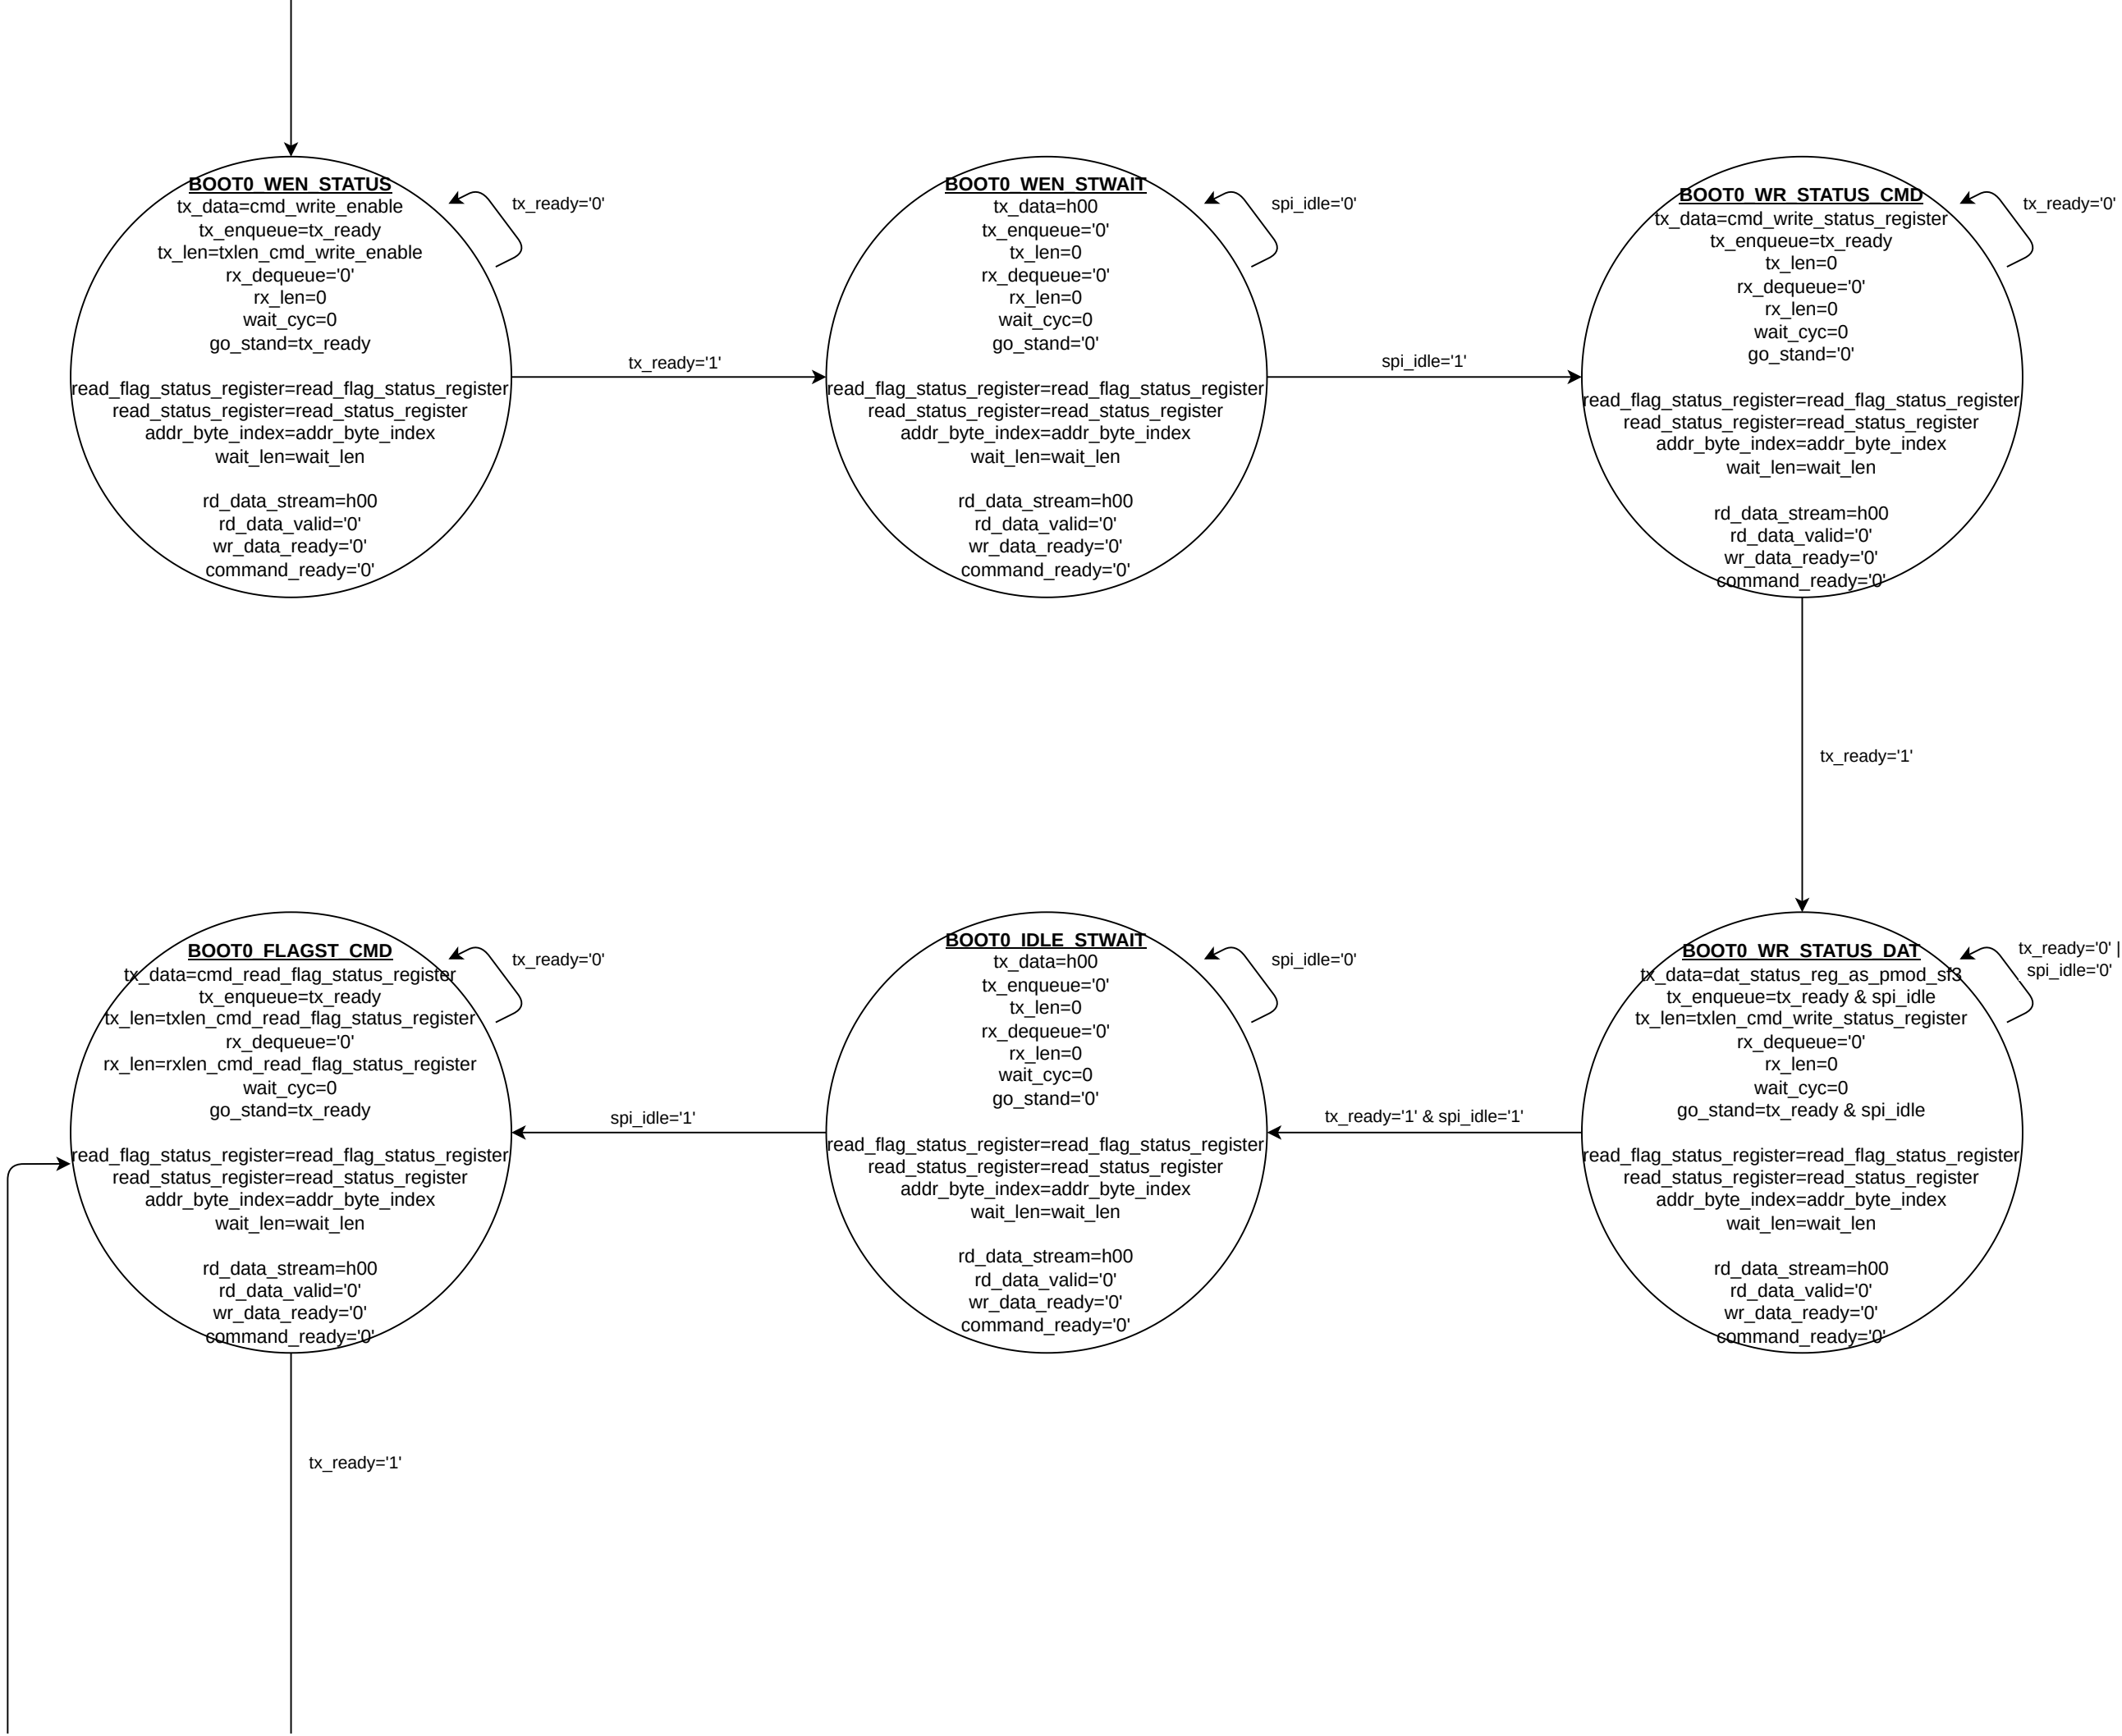 BOOT0_WEN_STATUS
tx_data=cmd_write_enable
tx_enqueue=tx_ready
tx_len=txlen_cmd_write_enable
rx_dequeue='0'
rx_len=0
wait_cyc=0
go_stand=tx_ready
read_flag_status_register=read_flag_status_register
read_status_register=read_status_register
addr_byte_index=addr_byte_index
wait_len=wait_len
rd_data_stream=h00
rd_data_valid='0'
wr_data_ready='0'
command_ready='0'
tx_ready='0'
tx_ready='1'
BOOT0_WEN_STWAIT
tx_data=h00
tx_enqueue='0'
tx_len=0
rx_dequeue='0'
rx_len=0
wait_cyc=0
go_stand='0'
read_flag_status_register=read_flag_status_register
read_status_register=read_status_register
addr_byte_index=addr_byte_index
wait_len=wait_len
rd_data_stream=h00
rd_data_valid='0'
wr_data_ready='0'
command_ready='0'
spi_idle='0'
spi_idle='1'
BOOT0_WR_STATUS_CMD
tx_data=cmd_write_status_register
tx_enqueue=tx_ready
tx_len=0
rx_dequeue='0'
rx_len=0
wait_cyc=0
go_stand='0'
read_flag_status_register=read_flag_status_register
read_status_register=read_status_register
addr_byte_index=addr_byte_index
wait_len=wait_len
rd_data_stream=h00
rd_data_valid='0'
wr_data_ready='0'
command_ready='0'
tx_ready='0'
tx_ready='1'
BOOT0_WR_STATUS_DAT
tx_data=dat_status_reg_as_pmod_sf3
tx_enqueue=tx_ready & spi_idle
tx_len=txlen_cmd_write_status_register
rx_dequeue='0'
rx_len=0
wait_cyc=0
go_stand=tx_ready & spi_idle
read_flag_status_register=read_flag_status_register
read_status_register=read_status_register
addr_byte_index=addr_byte_index
wait_len=wait_len
rd_data_stream=h00
rd_data_valid='0'
wr_data_ready='0'
command_ready='0'
tx_ready='0' |
spi_idle='0'
tx_ready='1' & spi_idle='1'
BOOT0_IDLE_STWAIT
tx_data=h00
tx_enqueue='0'
tx_len=0
rx_dequeue='0'
rx_len=0
wait_cyc=0
go_stand='0'
read_flag_status_register=read_flag_status_register
read_status_register=read_status_register
addr_byte_index=addr_byte_index
wait_len=wait_len
rd_data_stream=h00
rd_data_valid='0'
wr_data_ready='0'
command_ready='0'
spi_idle='0'
spi_idle='1'
BOOT0_FLAGST_CMD
tx_data=cmd_read_flag_status_register
tx_enqueue=tx_ready
tx_len=txlen_cmd_read_flag_status_register
rx_dequeue='0'
rx_len=rxlen_cmd_read_flag_status_register
wait_cyc=0
go_stand=tx_ready
read_flag_status_register=read_flag_status_register
read_status_register=read_status_register
addr_byte_index=addr_byte_index
wait_len=wait_len
rd_data_stream=h00
rd_data_valid='0'
wr_data_ready='0'
command_ready='0'
tx_ready='0'
tx_ready='1'